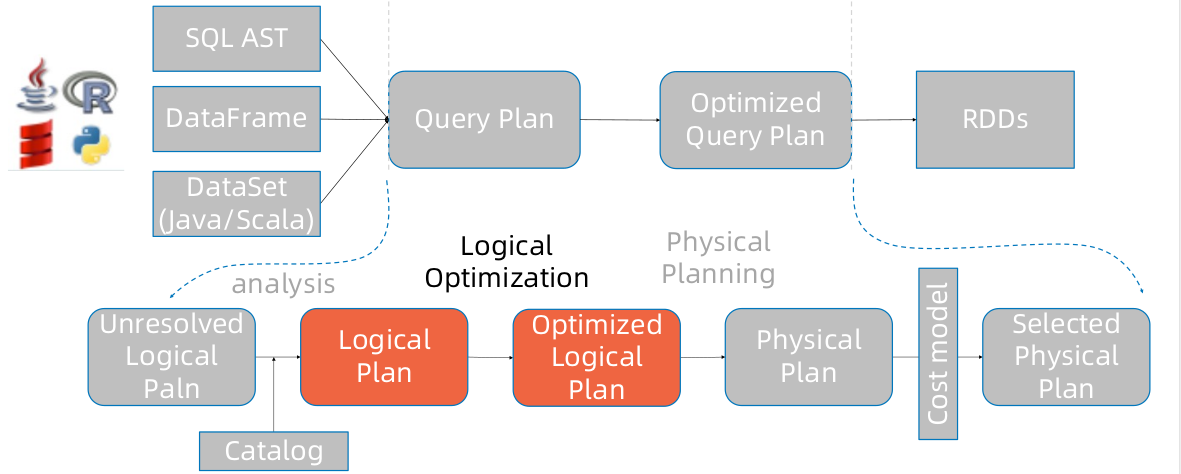 SQL AST
DataFrame
DataSet
(Java/Scala)
Query Plan
Optimized
Query Plan
RDDs
R
analysis
Logical
Optimization
Physical
Planning
Unresolved
Logical
Paln
Logical
Plan
Optimized
Logical
Plan
Physical
Plan
Cost model
Selected
Physical
Plan
Catalog